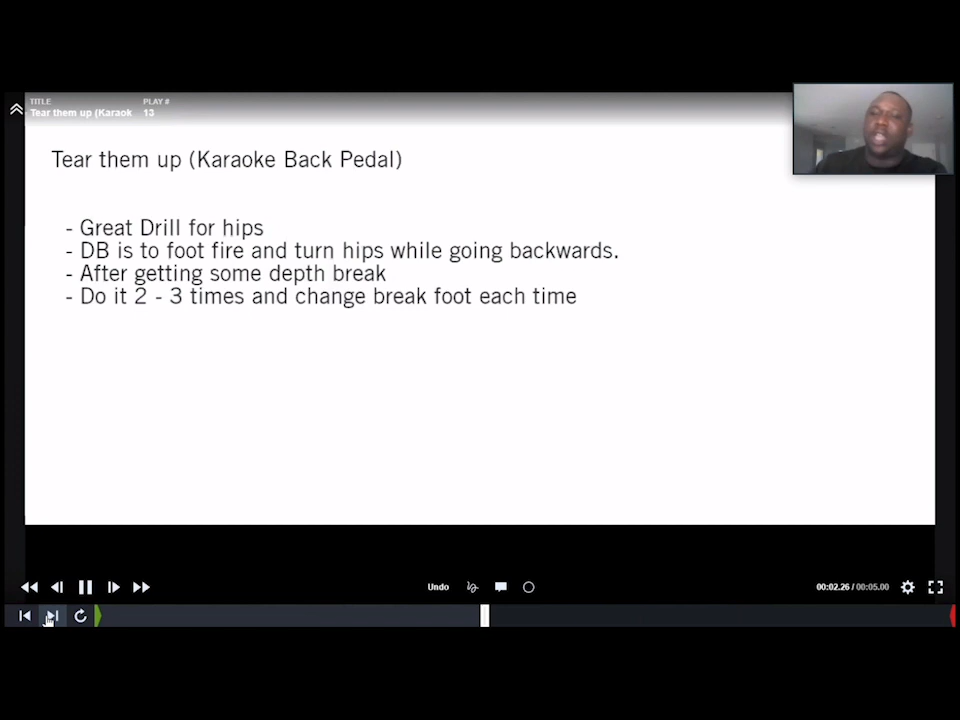 TITLE PLAY #
Tear them up (Karaok 13
Tear them up (Karaoke Back Pedal)
- Great Drill for hips
- DB is to foot fire and turn hips while going backwards.
- After getting some depth break
- Do it 2 - 3 times and change break foot each time
Undo 00:02.26 / 00:05.00